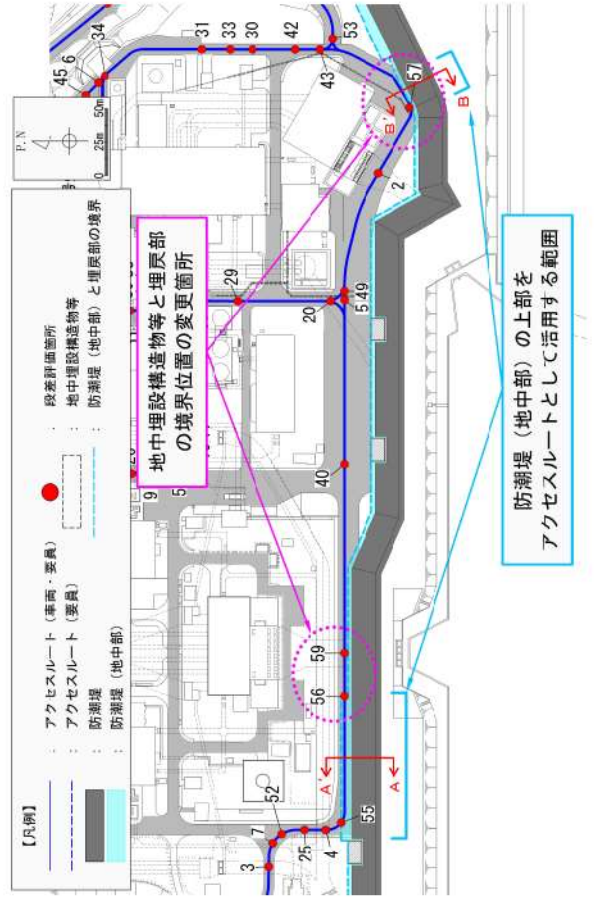 【凡例】
： アクセスルート（車両・要員）
： アクセスルート（要員）
： 防潮堤
： 防潮堤（地中部）
： 段差評価箇所
： 地中埋設構造物等
： 防潮堤（地中部）と埋戻部の境界
P.N
0 25m 50m
地中埋設構造物等と埋戻部
の境界位置の変更箇所
防潮堤（地中部）の上部を
アクセスルートとして活用する範囲
45
6
34
31
33
30
42
43
53
57
2
29
20
5
49
40
9
5
59
56
3
7
52
25
4
55
A'
A
B'
B